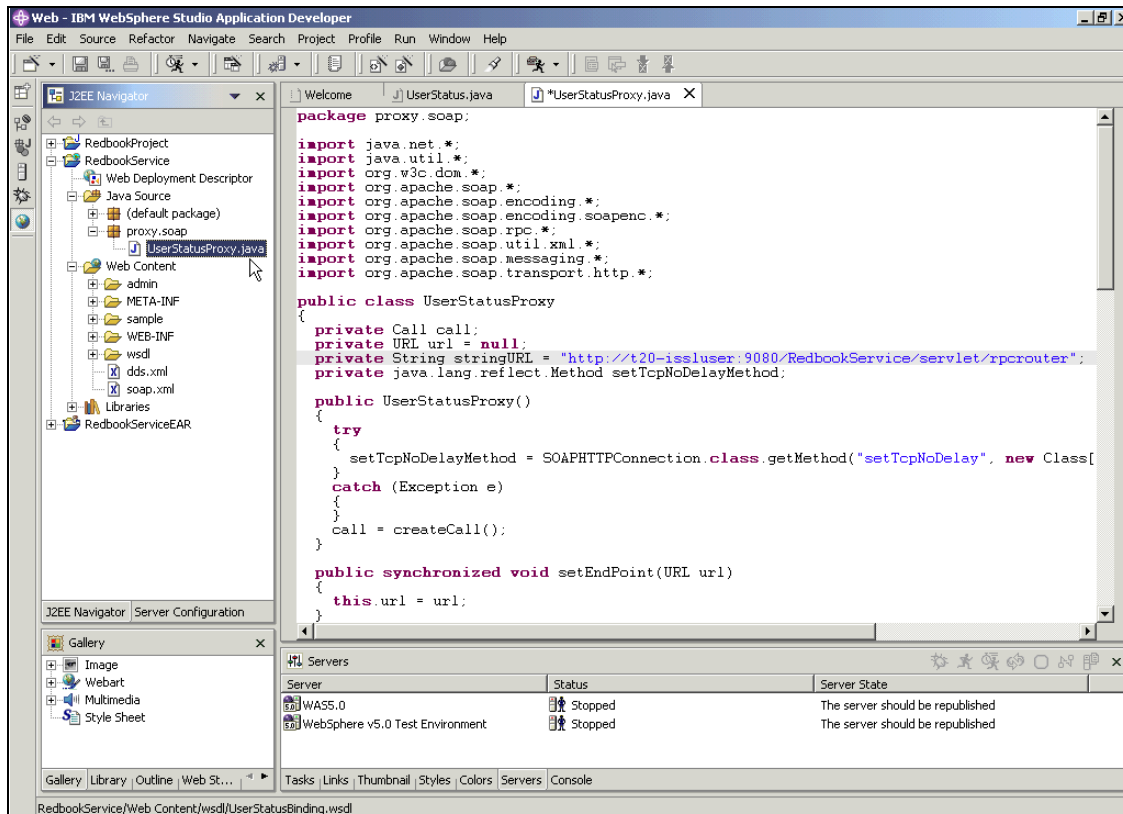 Web - IBM WebSphere Studio Application Developer
File Edit Source Refactor Navigate Search Project Profile Run Window Help
J2EE Navigator
RedbookProject
RedbookService
Web Deployment Descriptor
Java Source
(default package)
proxy.soap
UserStatusProxy.java
Web Content
admin
META-INF
sample
WEB-INF
wsdl
dds.xml
soap.xml
Libraries
RedbookServiceEAR
J2EE Navigator Server Configuration
Welcome UserStatus.java *UserStatusProxy.java
package proxy.soap;
import java.net.*;
import java.util.*;
import org.w3c.dom.*;
import org.apache.soap.*;
import org.apache.soap.encoding.*;
import org.apache.soap.encoding.soapenc.*;
import org.apache.soap.rpc.*;
import org.apache.soap.util.xml.*;
import org.apache.soap.messaging.*;
import org.apache.soap.transport.http.*;
public class UserStatusProxy
{
private Call call;
private URL url = null;
private String stringURL = "http://t20-issluser:9080/RedbookService/servlet/rpcrouter";
private java.lang.reflect.Method setTcpNoDelayMethod;
public UserStatusProxy()
{
try
{
setTcpNoDelayMethod = SOAPHTTPConnection.class.getMethod("setTcpNoDelay", new Class[
}
catch (Exception e)
{
}
call = createCall();
}
public synchronized void setEndPoint(URL url)
{
this.url = url;
}
Gallery
Image
Webart
Multimedia
Style Sheet
Gallery Library Outline Web St...
Servers
Server Status Server State
WAS5.0 Stopped The server should be republished
WebSphere v5.0 Test Environment Stopped The server should be republished
Tasks Links Thumbnail Styles Colors Servers Console
RedbookService/Web Content/wsdl/UserStatusBinding.wsdl